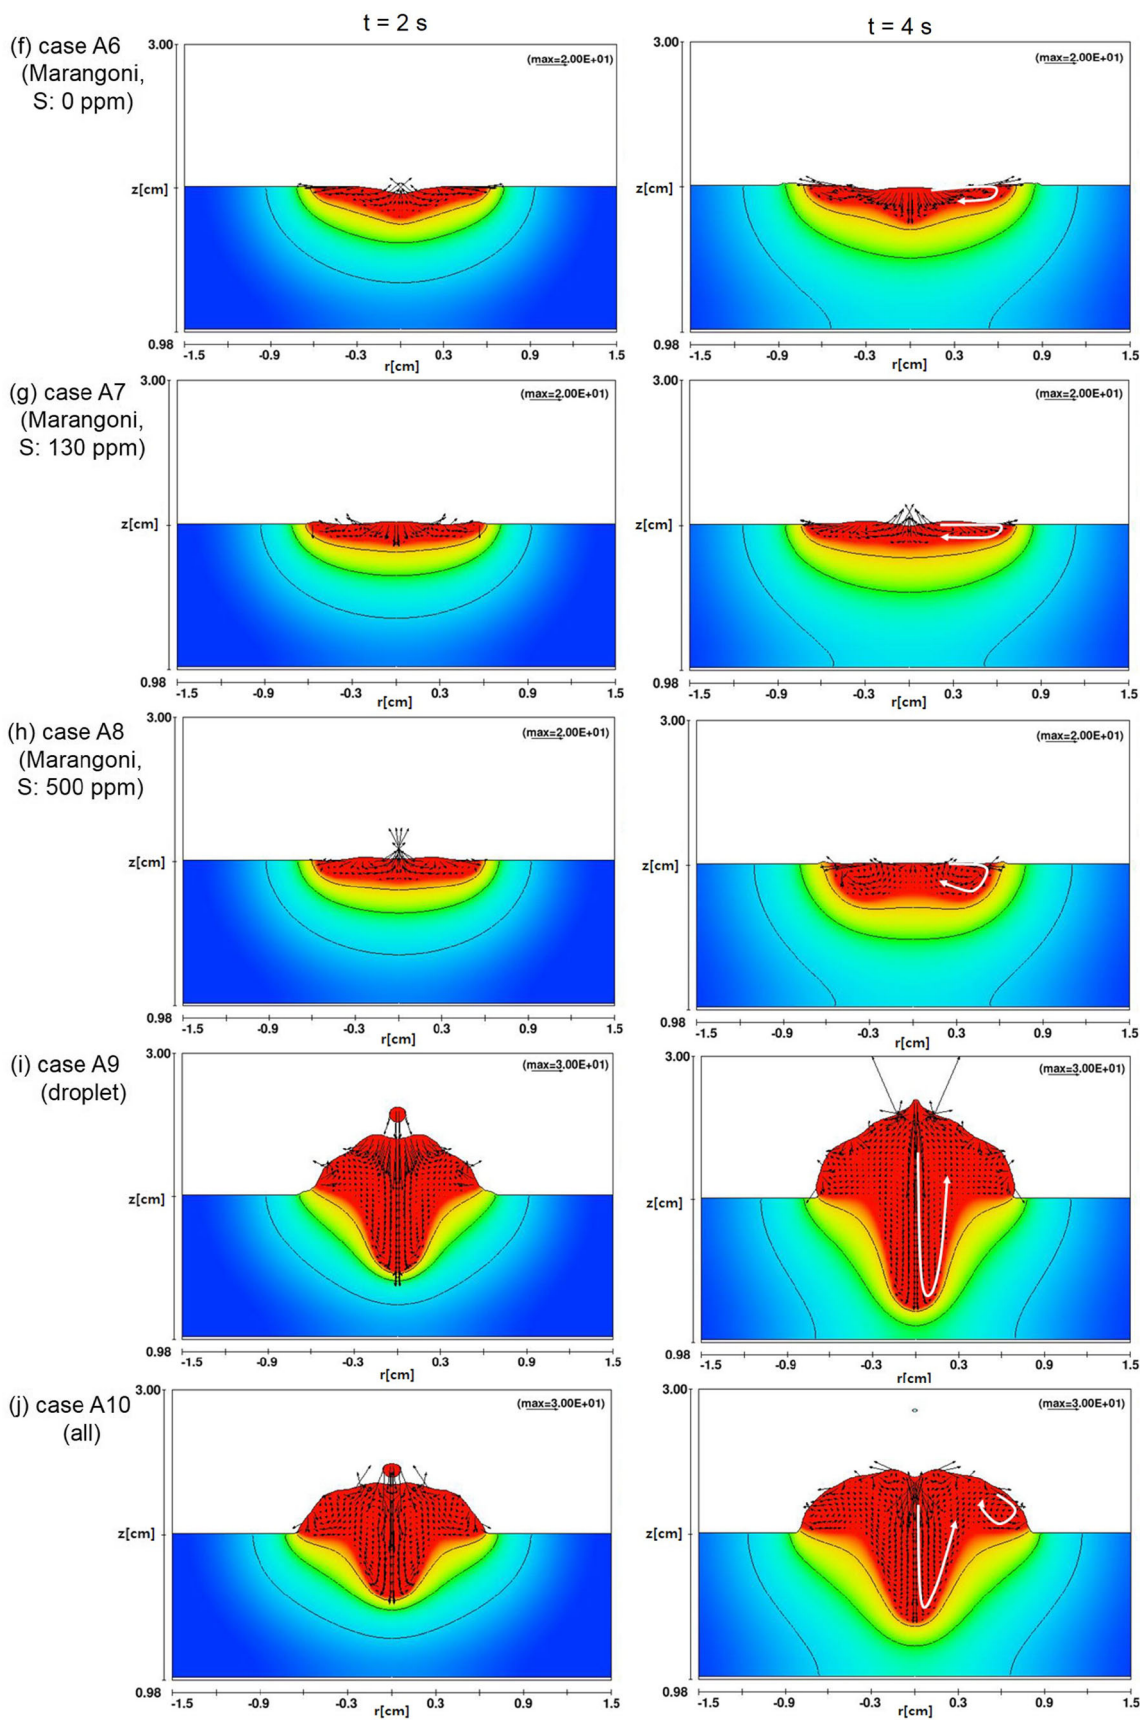 t = 2 s
t = 4 s
(f) case A6
(Marangoni,
S: 0 ppm)
3.00
(max=2.00E+01)
z[cm]
0.98
-1.5 -0.9 -0.3 0.3 0.9 1.5
r[cm]
3.00
(max=2.00E+01)
z[cm]
0.98
-1.5 -0.9 -0.3 0.3 0.9 1.5
r[cm]
(g) case A7
(Marangoni,
S: 130 ppm)
3.00
(max=2.00E+01)
z[cm]
0.98
-1.5 -0.9 -0.3 0.3 0.9 1.5
r[cm]
3.00
(max=2.00E+01)
z[cm]
0.98
-1.5 -0.9 -0.3 0.3 0.9 1.5
r[cm]
(h) case A8
(Marangoni,
S: 500 ppm)
3.00
(max=2.00E+01)
z[cm]
0.98
-1.5 -0.9 -0.3 0.3 0.9 1.5
r[cm]
3.00
(max=2.00E+01)
z[cm]
0.98
-1.5 -0.9 -0.3 0.3 0.9 1.5
r[cm]
(i) case A9
(droplet)
3.00
(max=3.00E+01)
z[cm]
0.98
-1.5 -0.9 -0.3 0.3 0.9 1.5
r[cm]
3.00
(max=3.00E+01)
z[cm]
0.98
-1.5 -0.9 -0.3 0.3 0.9 1.5
r[cm]
(j) case A10
(all)
3.00
(max=3.00E+01)
z[cm]
0.98
-1.5 -0.9 -0.3 0.3 0.9 1.5
r[cm]
3.00
(max=3.00E+01)
z[cm]
0.98
-1.5 -0.9 -0.3 0.3 0.9 1.5
r[cm]